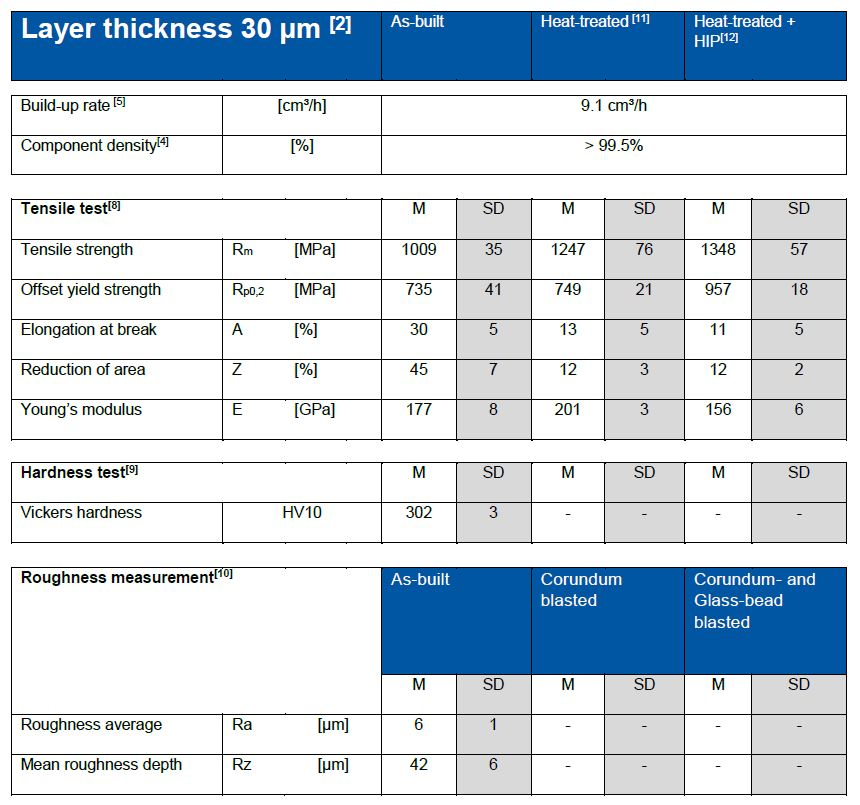 Layer thickness 30 µm [2] As-built Heat-treated [11] Heat-treated +
HIP[12]
Build-up rate [5] [cm³/h] 9.1 cm³/h
Component density[4] [%] > 99.5%
Tensile test[8] M SD M SD M SD
Tensile strength Rm [MPa] 1009 35 1247 76 1348 57
Offset yield strength Rp0,2 [MPa] 735 41 749 21 957 18
Elongation at break A [%] 30 5 13 5 11 5
Reduction of area Z [%] 45 7 12 3 12 2
Young’s modulus E [GPa] 177 8 201 3 156 6
Hardness test[9] M SD M SD M SD
Vickers hardness HV10 302 3 - - - -
Roughness measurement[10] As-built Corundum Corundum- and
blasted Glass-bead
blasted
M SD M SD M SD
Roughness average Ra [µm] 6 1 - - - -
Mean roughness depth Rz [µm] 42 6 - - - -